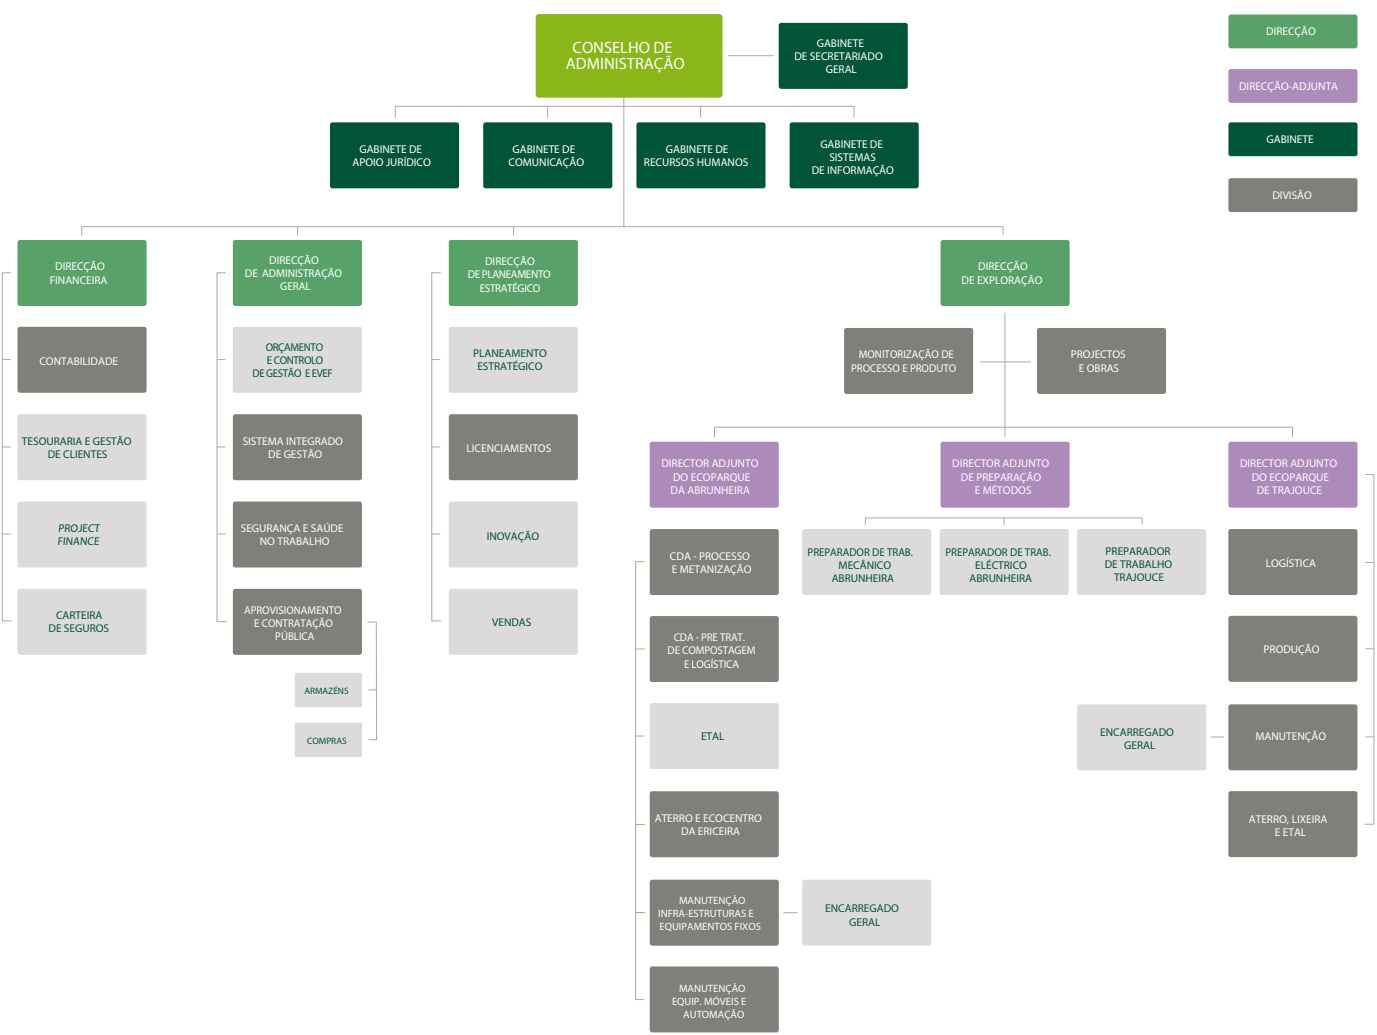 CONSELHO DE
ADMINISTRAÇÃO
GABINETE
DE SECRETARIADO
GERAL
DIRECÇÃO
DIRECÇÃO-ADJUNTA
GABINETE
DIVISÃO
GABINETE DE
APOIO JURÍDICO
GABINETE DE
COMUNICAÇÃO
GABINETE DE
RECURSOS HUMANOS
GABINETE DE
SISTEMAS
DE INFORMAÇÃO
DIRECÇÃO
FINANCEIRA
CONTABILIDADE
TESOURARIA E GESTÃO
DE CLIENTES
PROJECT
FINANCE
CARTEIRA
DE SEGUROS
DIRECÇÃO
DE ADMINISTRAÇÃO
GERAL
ORÇAMENTO
E CONTROLO
DE GESTÃO E EVEF
SISTEMA INTEGRADO
DE GESTÃO
SEGURANÇA E SAÚDE
NO TRABALHO
APROVISIONAMENTO
E CONTRATAÇÃO
PÚBLICA
ARMAZÉNS
COMPRAS
DIRECÇÃO
DE PLANEAMENTO
ESTRATÉGICO
PLANEAMENTO
ESTRATÉGICO
LICENCIAMENTOS
INOVAÇÃO
VENDAS
DIRECÇÃO
DE EXPLORAÇÃO
MONITORIZAÇÃO DE
PROCESSO E PRODUTO
PROJECTOS
E OBRAS
DIRECTOR ADJUNTO
DO ECOPARQUE
DA ABRUNHEIRA
CDA - PROCESSO
E METANIZAÇÃO
CDA - PRE TRAT.
DE COMPOSTAGEM
E LOGÍSTICA
ETAL
ATERRO E ECOCENTRO
DA ERICEIRA
MANUTENÇÃO
INFRA-ESTRUTURAS E
EQUIPAMENTOS FIXOS
ENCARREGADO
GERAL
MANUTENÇÃO
EQUIP. MÓVEIS E
AUTOMAÇÃO
DIRECTOR ADJUNTO
DE PREPARAÇÃO
E MÉTODOS
PREPARADOR DE TRAB.
MECÂNICO
ABRUNHEIRA
PREPARADOR DE TRAB.
ELÉCTRICO
ABRUNHEIRA
PREPARADOR
DE TRABALHO
TRAJOUCE
DIRECTOR ADJUNTO
DO ECOPARQUE
DE TRAJOUCE
LOGÍSTICA
PRODUÇÃO
ENCARREGADO
GERAL
MANUTENÇÃO
ATERRO, LIXEIRA
E ETAL